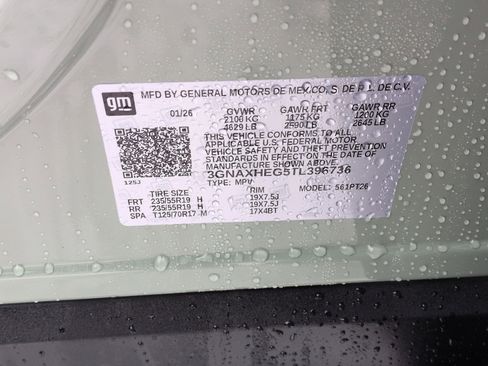 gm
MFD BY GENERAL MOTORS DE MEXICO, S DE R L DE C.V.
01/26 GVWR GAWR FRT GAWR RR
2100 KG 1175 KG 1200 KG
4629 LB 2590 LB 2645 LB
THIS VEHICLE CONFORMS TO ALL
APPLICABLE U.S. FEDERAL MOTOR
VEHICLE SAFETY AND THEFT PREVENTION
STANDARDS IN EFFECT ON THE DATE OF
MANUFACTURE SHOWN ABOVE.
3GNAXHEG5TL396736
125J TYPE: MPV MODEL: 561PT26
TIRE SIZE RIM
FRT 235/55R19 H 19X7.5J
RR 235/55R19 H 19X7.5J
SPA T125/70R17 M 17X4BT